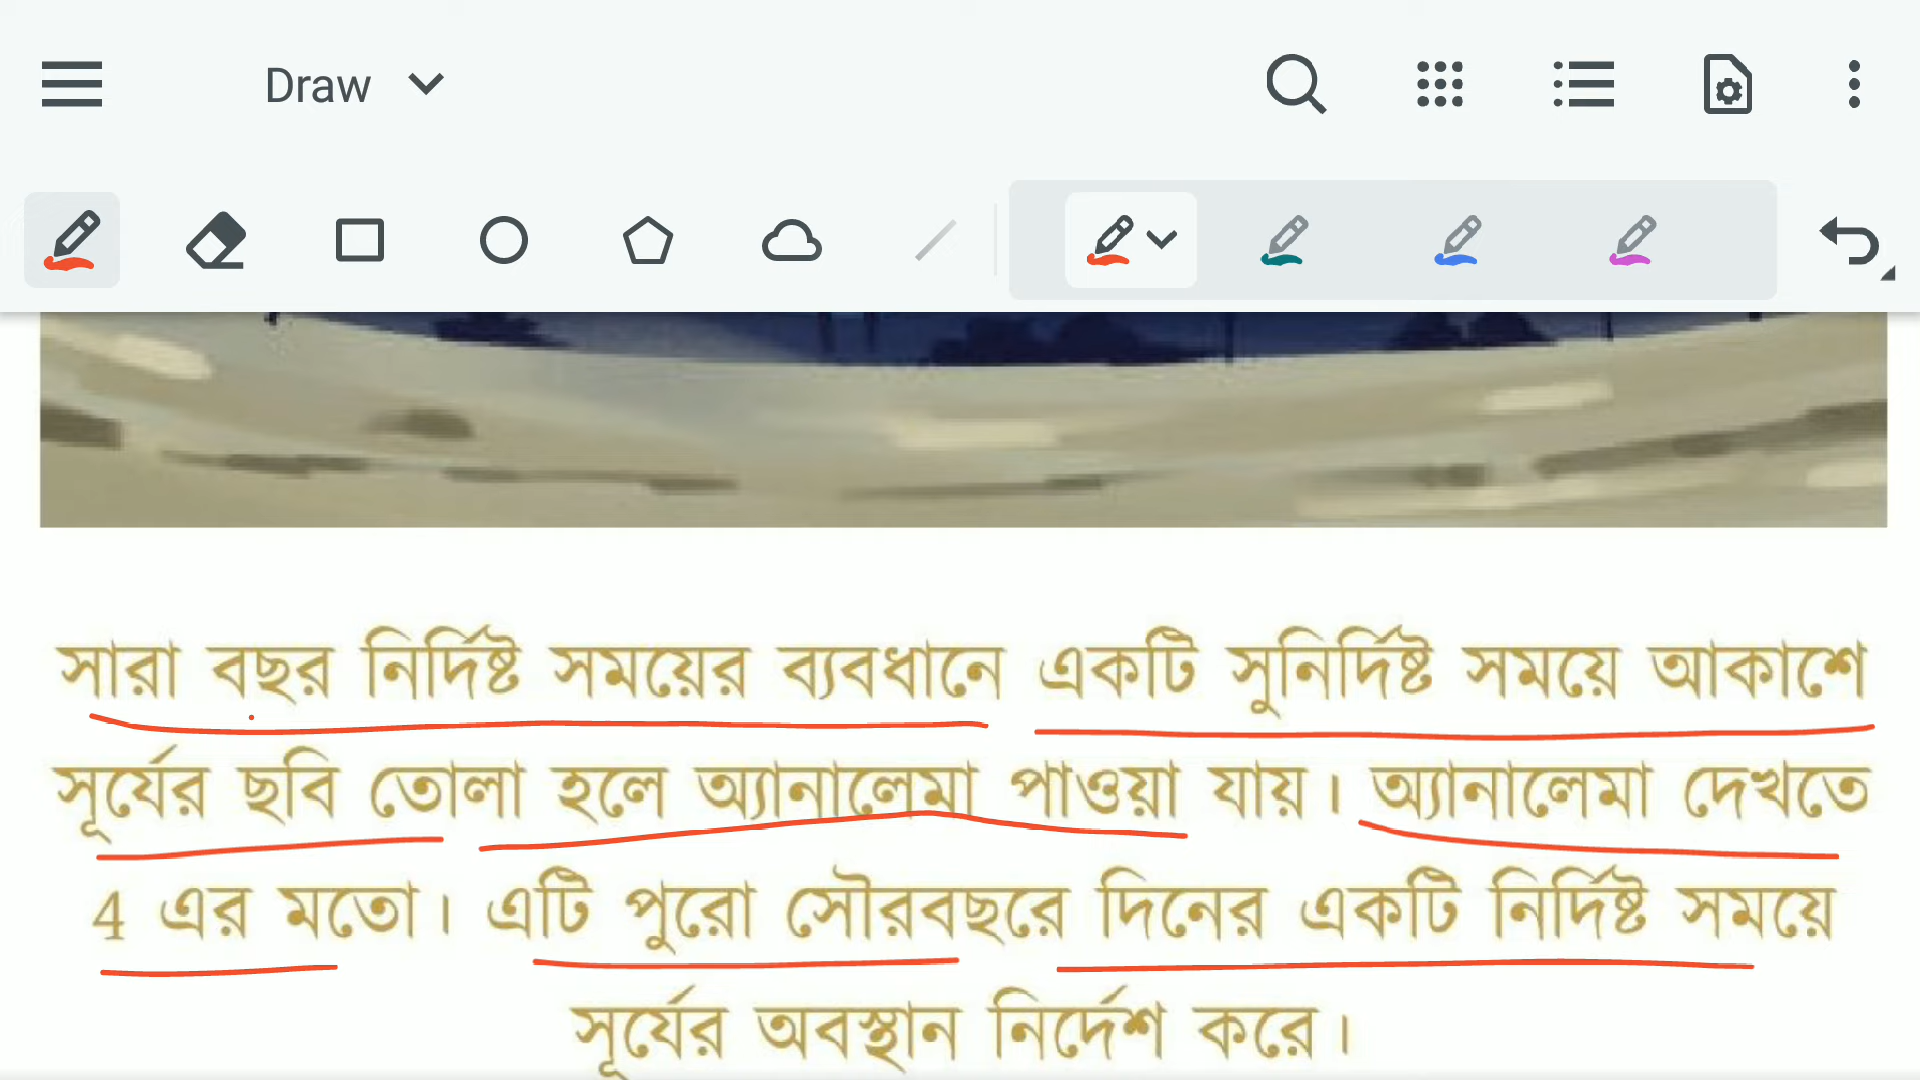 Draw
সারা বছর নির্দিষ্ট সময়ের ব্যবধানে একটি সুনির্দিষ্ট সময়ে আকাশে
সূর্যের ছবি তোলা হলে অ্যানালেমা পাওয়া যায়। অ্যানালেমা দেখতে
4 এর মতো। এটি পুরো সৌরবছরে দিনের একটি নির্দিষ্ট সময়ে
সূর্যের অবস্থান নির্দেশ করে।